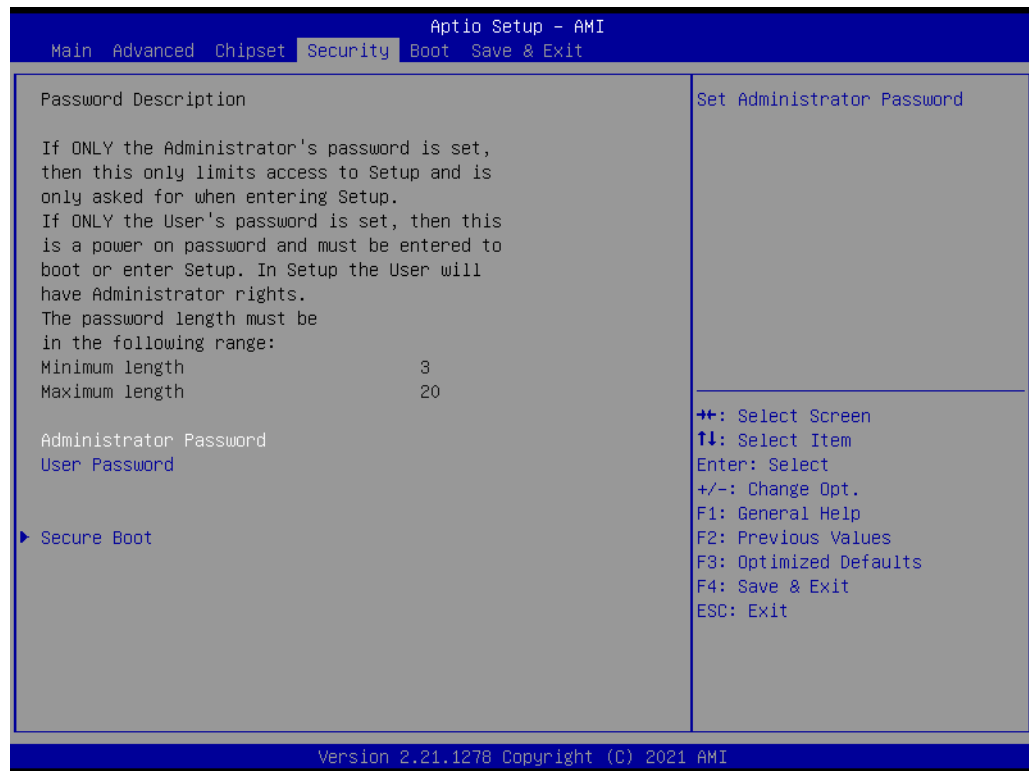 Aptio Setup – AMI
Main Advanced Chipset Security Boot Save & Exit
Password Description
If ONLY the Administrator's password is set,
then this only limits access to Setup and is
only asked for when entering Setup.
If ONLY the User's password is set, then this
is a power on password and must be entered to
boot or enter Setup. In Setup the User will
have Administrator rights.
The password length must be
in the following range:
Minimum length 3
Maximum length 20
Administrator Password
User Password
Secure Boot
Set Administrator Password
→←: Select Screen
↑↓: Select Item
Enter: Select
+/-: Change Opt.
F1: General Help
F2: Previous Values
F3: Optimized Defaults
F4: Save & Exit
ESC: Exit
Version 2.21.1278 Copyright (C) 2021 AMI